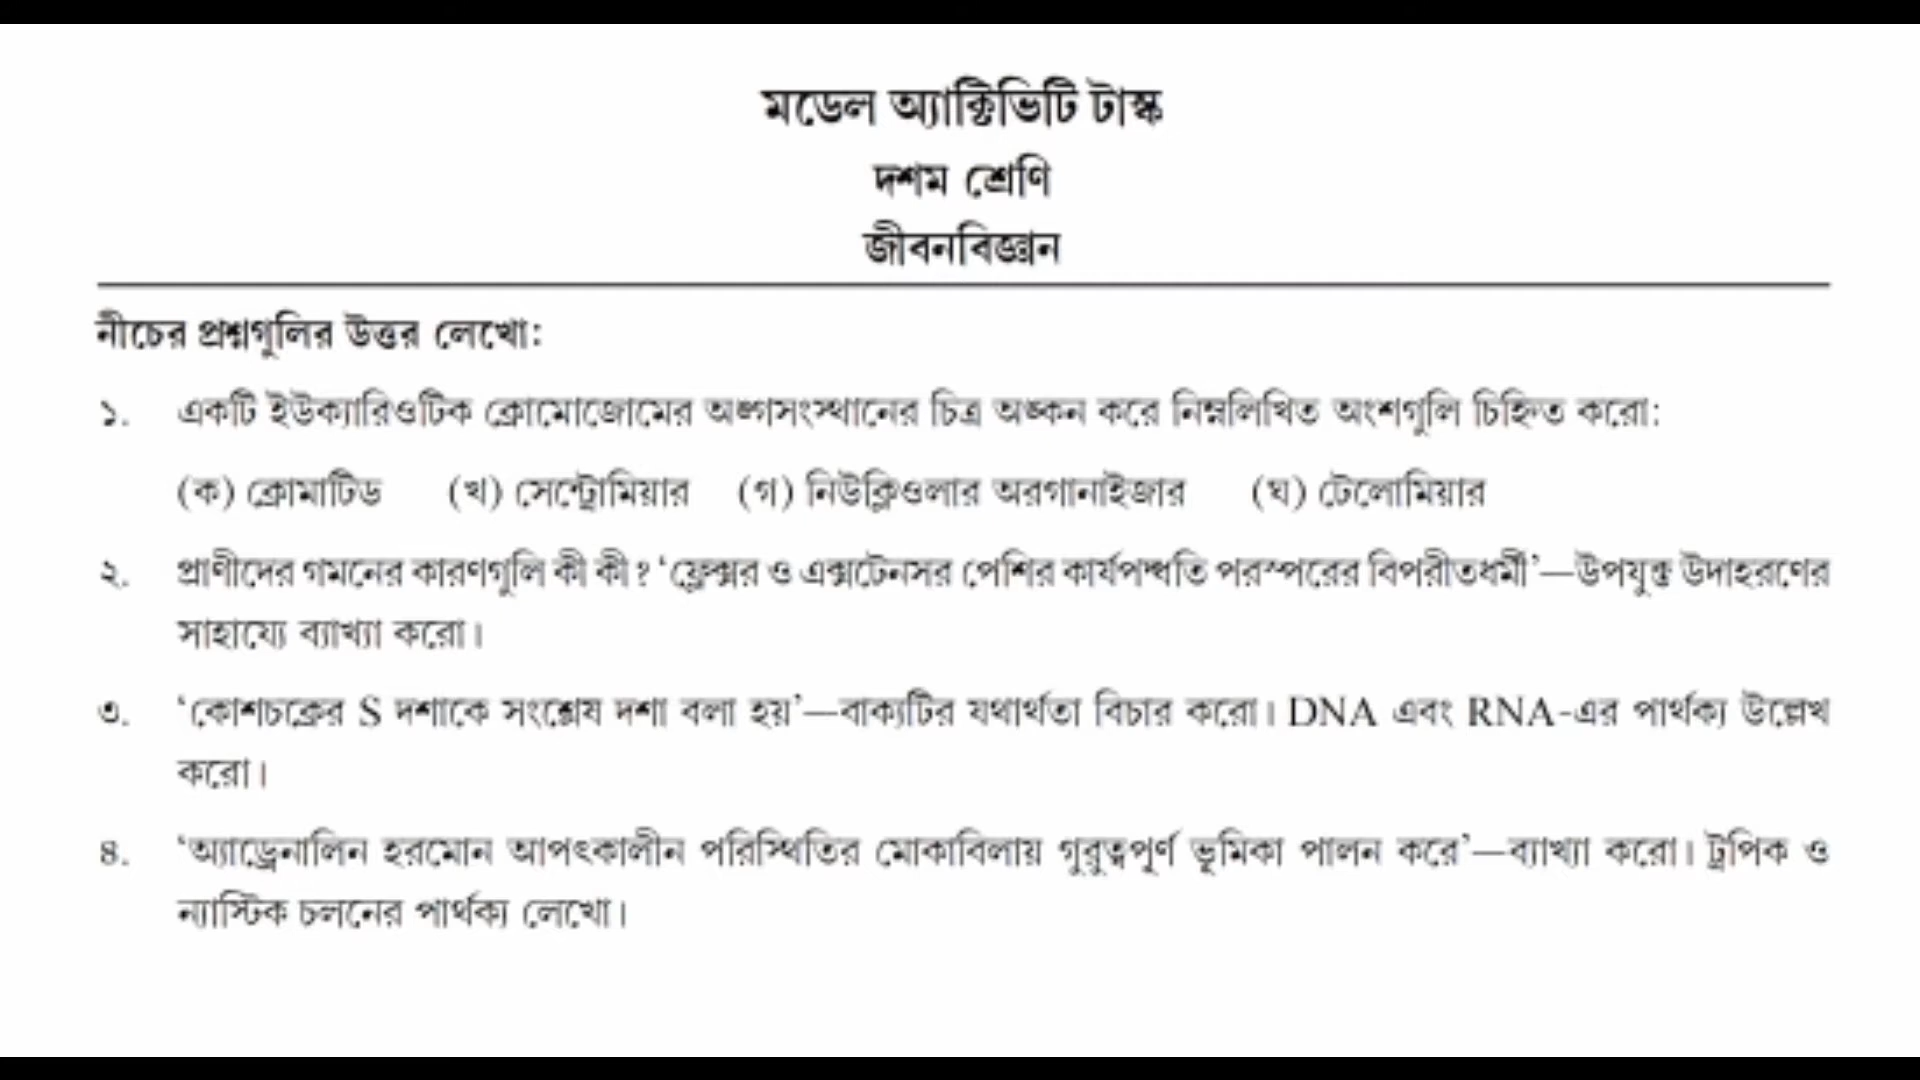 মডেল অ্যাক্টিভিটি টাস্ক
দশম শ্রেণি
জীবনবিজ্ঞান
নীচের প্রশ্নগুলির উত্তর লেখো:
১. একটি ইউক্যারিওটিক ক্রোমোজোমের অঙ্গসংস্থানের চিত্র অঙ্কন করে নিম্নলিখিত অংশগুলি চিহ্নিত করো:
(ক) ক্রোমাটিড (খ) সেন্ট্রোমিয়ার (গ) নিউক্লিওলার অরগানাইজার (ঘ) টেলোমিয়ার
২. প্রাণীদের গমনের কারণগুলি কী কী? ‘ফ্লেক্সর ও এক্সটেনসর পেশির কার্যপদ্ধতি পরস্পরের বিপরীতধর্মী’—উপযুক্ত উদাহরণের
সাহায্যে ব্যাখ্যা করো।
৩. ‘কোশচক্রের S দশাকে সংশ্লেষ দশা বলা হয়’—বাক্যটির যথার্থতা বিচার করো। DNA এবং RNA-এর পার্থক্য উল্লেখ
করো।
৪. ‘অ্যাড্রেনালিন হরমোন আপৎকালীন পরিস্থিতির মোকাবিলায় গুরুত্বপূর্ণ ভূমিকা পালন করে’—ব্যাখ্যা করো। ট্রপিক ও
ন্যাস্টিক চলনের পার্থক্য লেখো।